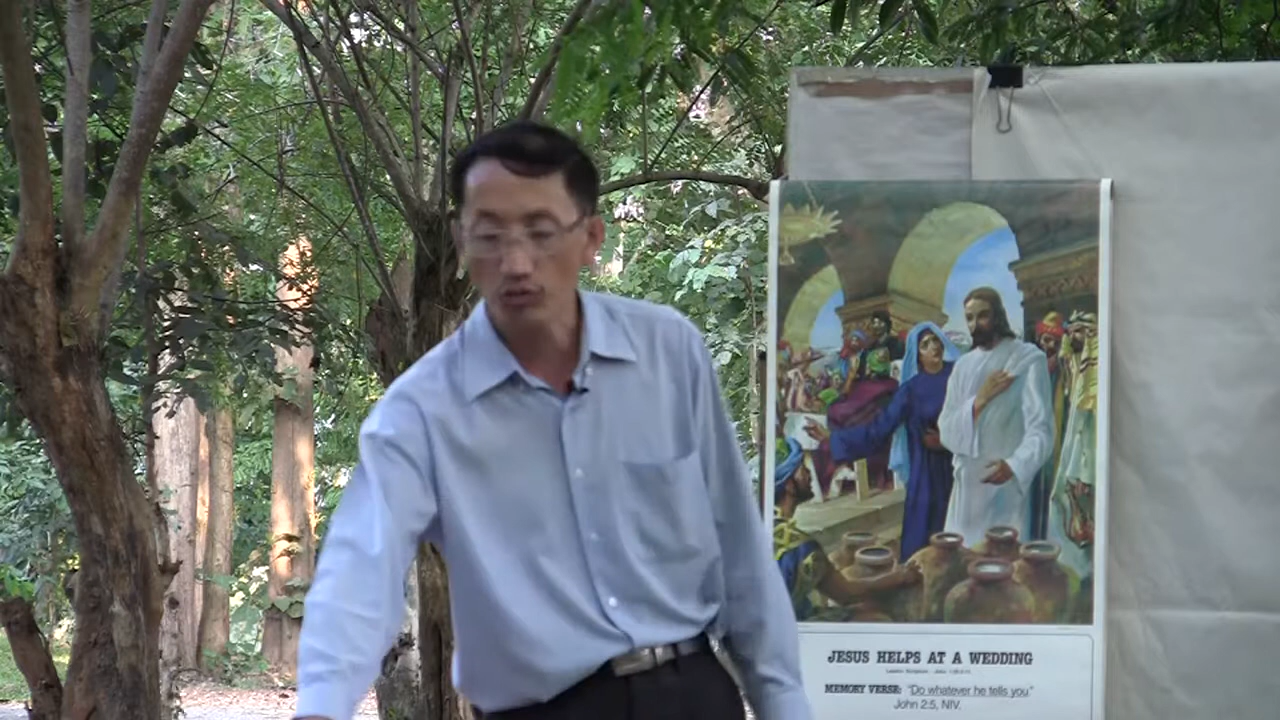 JESUS HELPS AT A WEDDING
MEMORY VERSE: "Do whatever he tells you."
John 2:5, NIV.